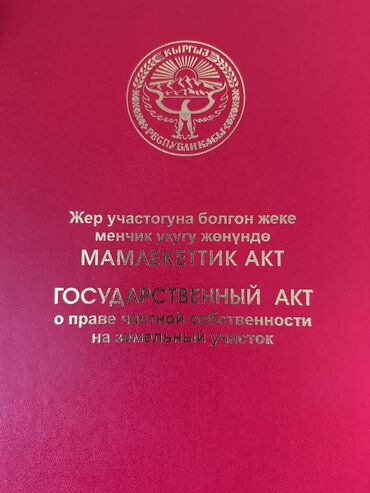 КЫРГЫЗ
РЕСПУБЛИКАСЫ
Жер участогуна болгон жеке
менчик укугу жөнүндө
МАМЛЕКЕТТИК АКТ
ГОСУДАРСТВЕННЫЙ АКТ
о праве частной собственности
на земельный участок